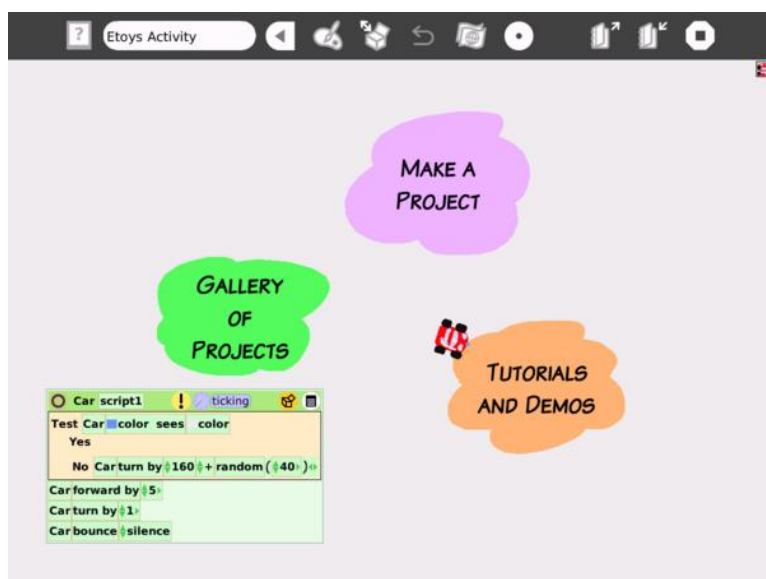 ? Etoys Activity
MAKE A
PROJECT
GALLERY
OF
PROJECTS
TUTORIALS
AND DEMOS
Car script1 ! ticking
Test Car color sees color
Yes
No Car turn by 160 + random (40)
Car forward by 5
Car turn by 1
Car bounce silence